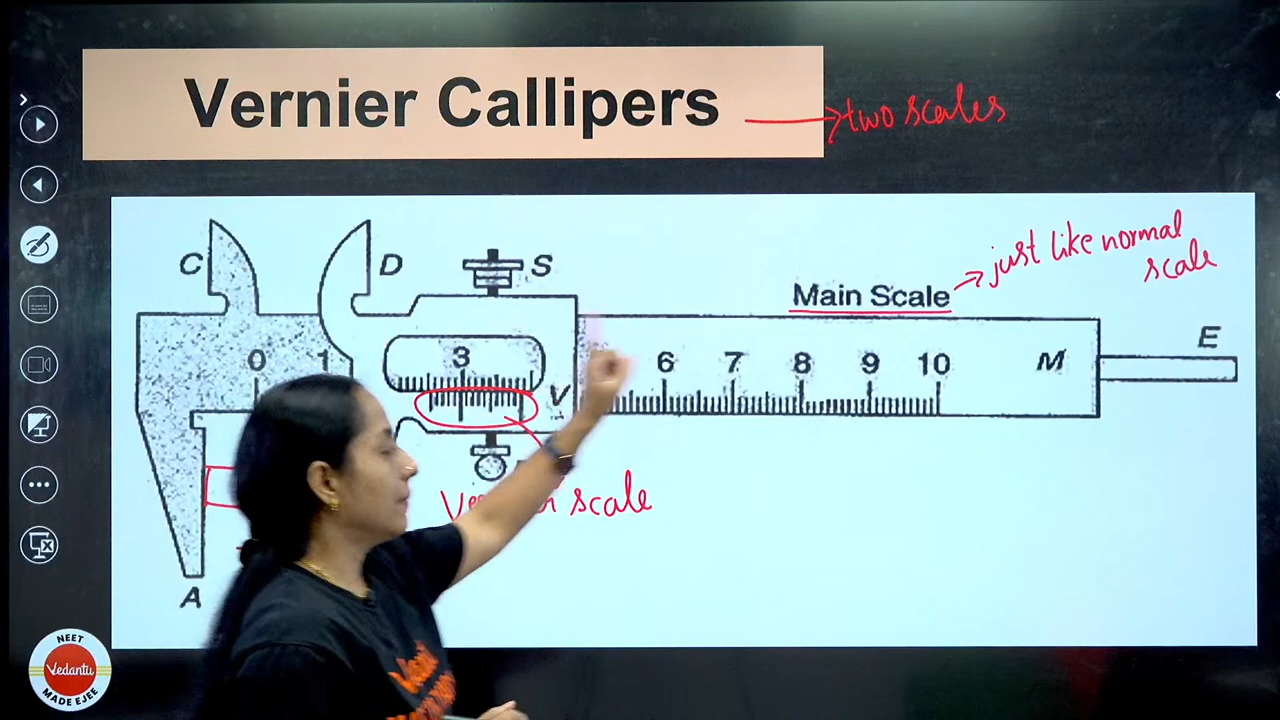 Vernier Callipers
two scales
just like normal
scale
C
D
S
Main Scale
E
0 1 3 6 7 8 9 10
M
V
scale
A
NEET
Vedantu
MADE EJEE
Vedantu